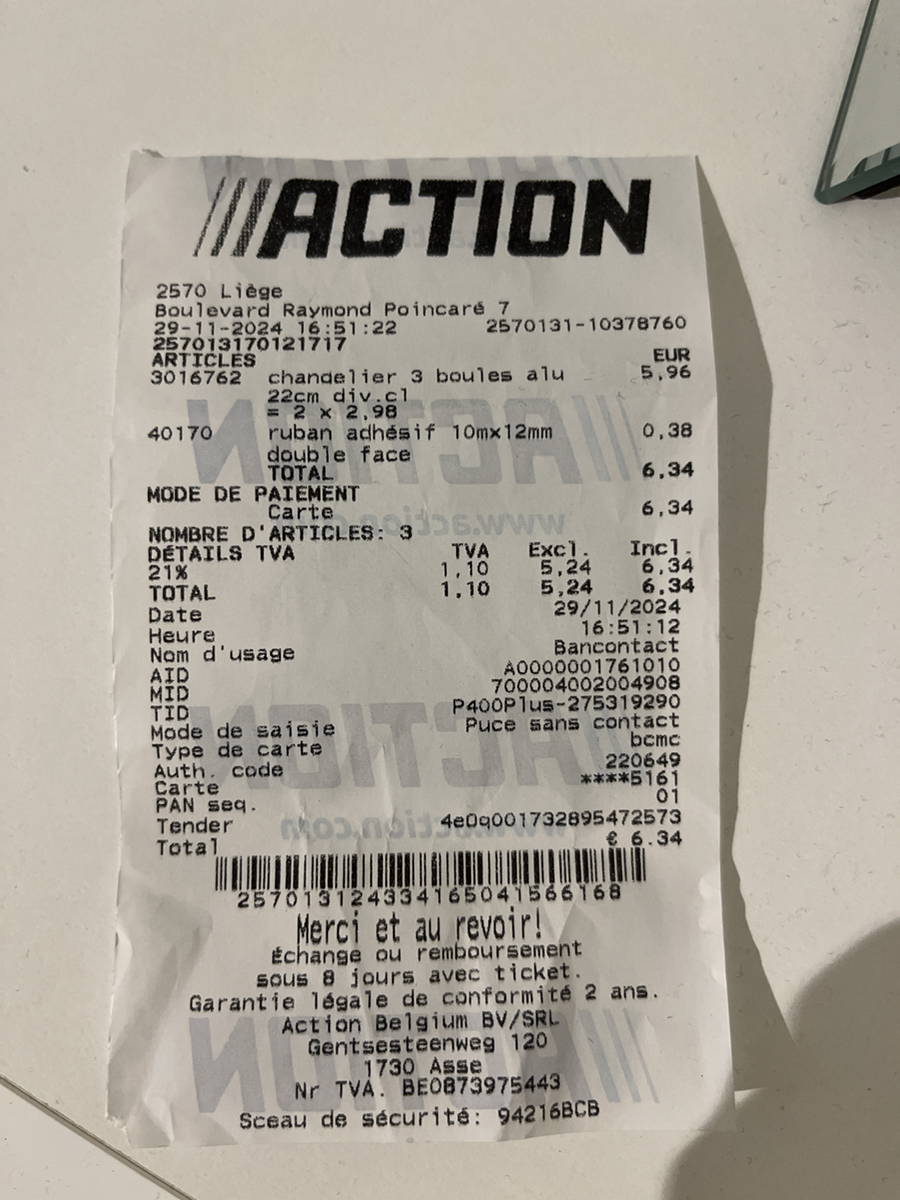 ACTION
2570 Liège
Boulevard Raymond Poincaré 7
29-11-2024 16:51:22 2570131-10378760
257013170121717
ARTICLES EUR
3016762 chandelier 3 boules alu 5,96
22cm div.cl
= 2 x 2,98
40170 ruban adhésif 10mx12mm 0,38
double face
TOTAL 6,34
MODE DE PAIEMENT
Carte 6,34
NOMBRE D'ARTICLES: 3
DÉTAILS TVA TVA Excl. Incl.
21% 1,10 5,24 6,34
TOTAL 1,10 5,24 6,34
Date 29/11/2024
Heure 16:51:12
Nom d'usage Bancontact
AID A0000001761010
MID 700004002004908
TID P400Plus-275319290
Mode de saisie Puce sans contact
Type de carte bcmc
Auth. code 220649
Carte ****5161
PAN seq. 01
Tender 4e0q001732895472573
Total € 6.34
257013124334165041566168
Merci et au revoir!
Échange ou remboursement
sous 8 jours avec ticket.
Garantie légale de conformité 2 ans.
Action Belgium BV/SRL
Gentsesteenweg 120
1730 Asse
Nr TVA. BE0873975443
Sceau de sécurité: 94216BCB